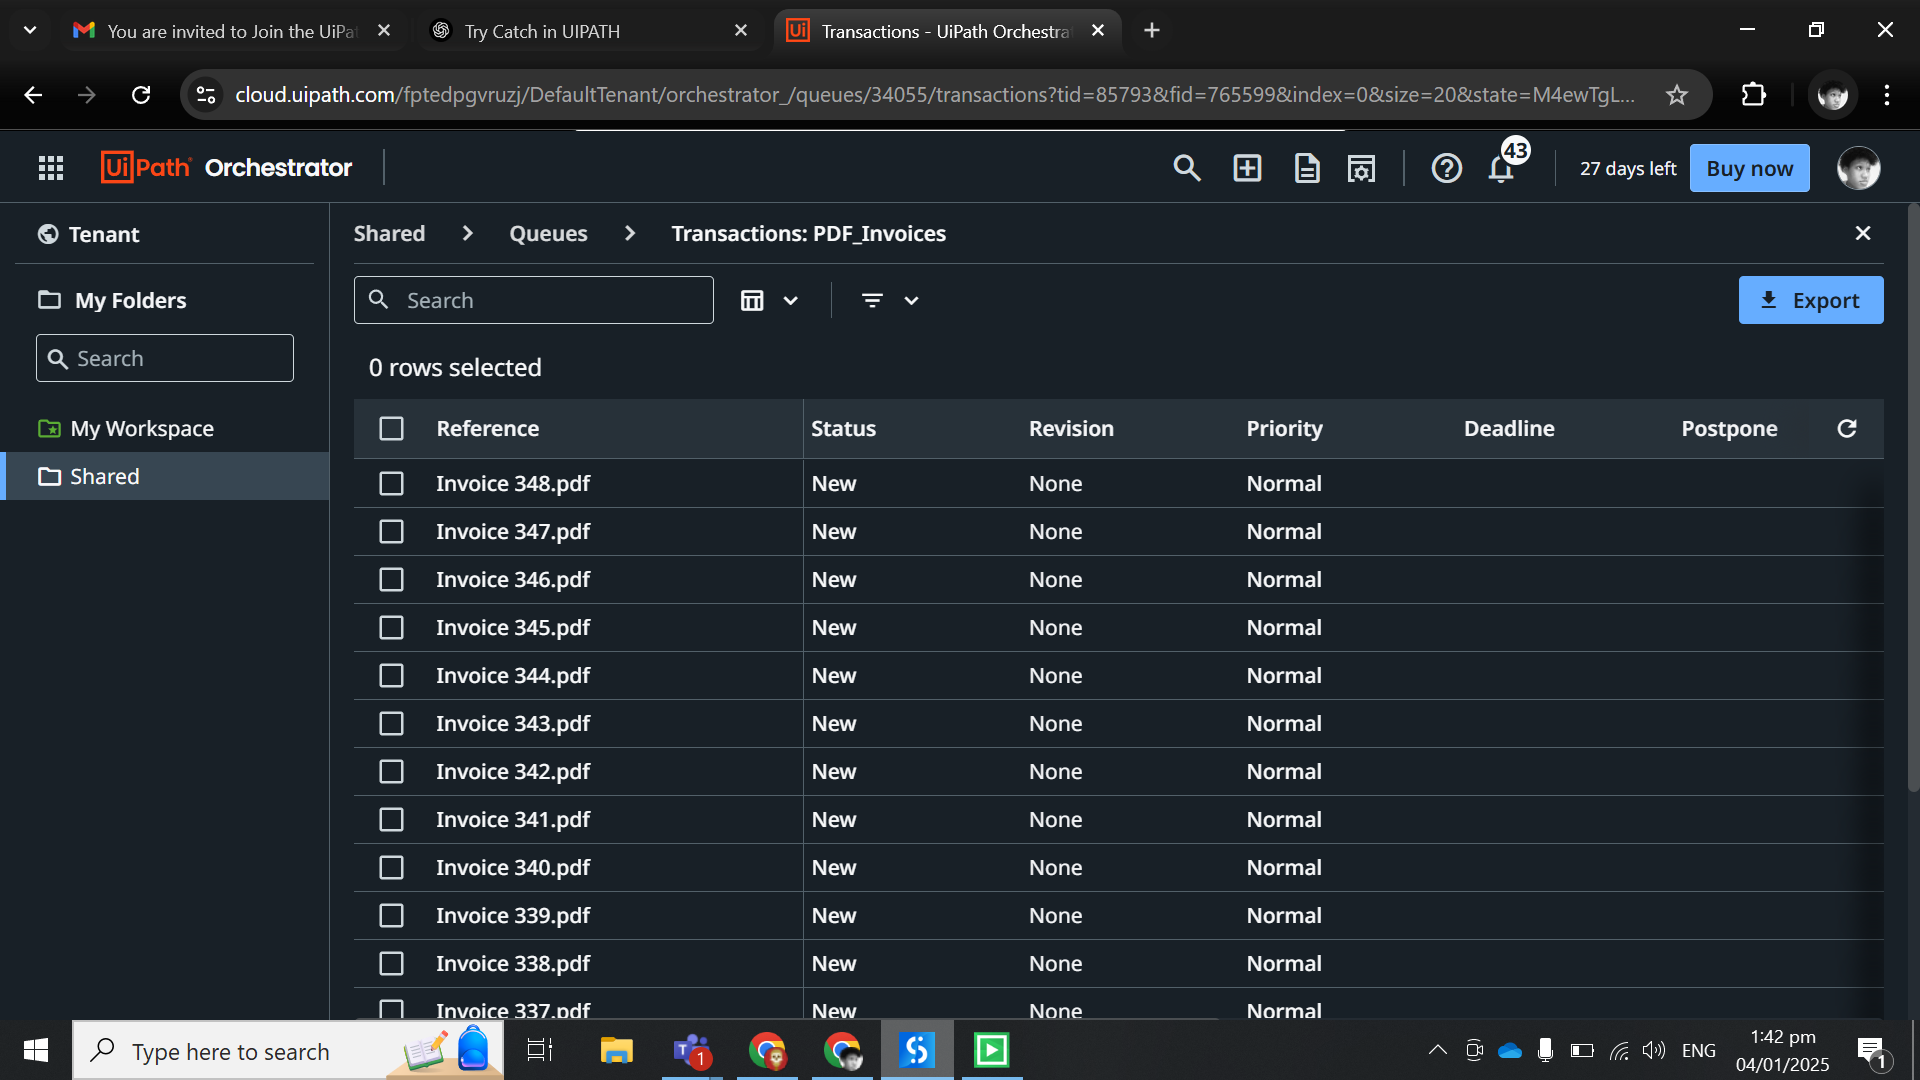 You are invited to Join the UiPa
Try Catch in UIPATH
Transactions - UiPath Orchestra
cloud.uipath.com/fptedpgvruzj/DefaultTenant/orchestrator_/queues/34055/transactions?tid=85793&fid=765599&index=0&size=20&state=M4ewTgL...
UiPath Orchestrator
43
27 days left
Buy now
Tenant
Shared > Queues > Transactions: PDF_Invoices
My Folders
Search
Search
Export
My Workspace
Shared
0 rows selected
Reference Status Revision Priority Deadline Postpone
Invoice 348.pdf New None Normal
Invoice 347.pdf New None Normal
Invoice 346.pdf New None Normal
Invoice 345.pdf New None Normal
Invoice 344.pdf New None Normal
Invoice 343.pdf New None Normal
Invoice 342.pdf New None Normal
Invoice 341.pdf New None Normal
Invoice 340.pdf New None Normal
Invoice 339.pdf New None Normal
Invoice 338.pdf New None Normal
Invoice 337.pdf New None Normal
Type here to search
1
ENG
1:42 pm
04/01/2025
1